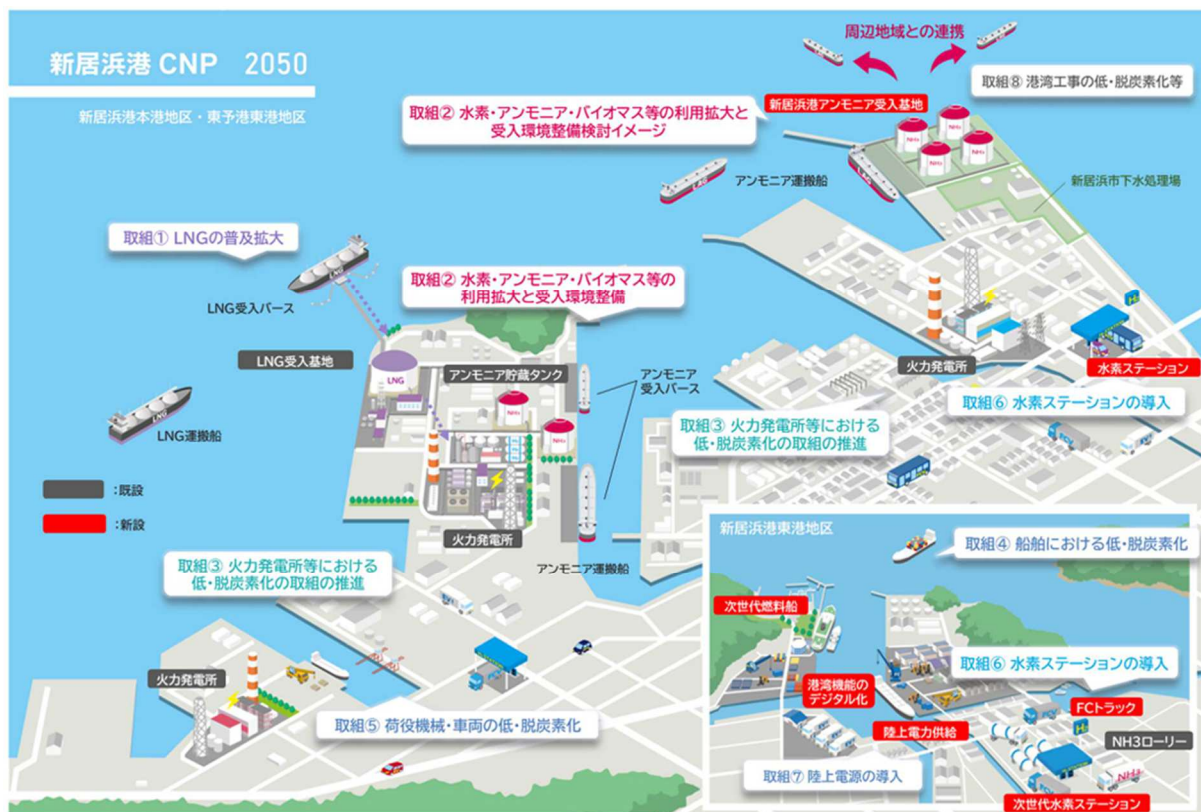 新居浜港 CNP 2050
新居浜港本港地区・東予港東港地区
周辺地域との連携
取組⑧ 港湾工事の低・脱炭素化等
取組② 水素・アンモニア・バイオマス等の利用拡大と
受入環境整備検討イメージ
新居浜港アンモニア受入基地
NH₃
NH₃
NH₃
NH₃
アンモニア運搬船
LAG
LAG
新居浜市下水処理場
取組① LNGの普及拡大
LNG
LNG受入バース
取組② 水素・アンモニア・バイオマス等の
利用拡大と受入環境整備
LNG受入基地
LNG
アンモニア貯蔵タンク
アンモニア
受入バース
NH₃
NH₃
火力発電所
H₂
水素ステーション
取組⑥ 水素ステーションの導入
LNG
LNG運搬船
取組③ 火力発電所等における
低・脱炭素化の取組の推進
FCV
FCV
:既設
:新設
火力発電所
アンモニア運搬船
取組③ 火力発電所等における
低・脱炭素化の取組の推進
火力発電所
取組⑤ 荷役機械・車両の低・脱炭素化
新居浜港東港地区
取組④ 船舶における低・脱炭素化
次世代燃料船
取組⑥ 水素ステーションの導入
港湾機能の
デジタル化
FCトラック
陸上電力供給
H₂
NH3ローリー
取組⑦ 陸上電源の導入
NH3
次世代水素ステーション